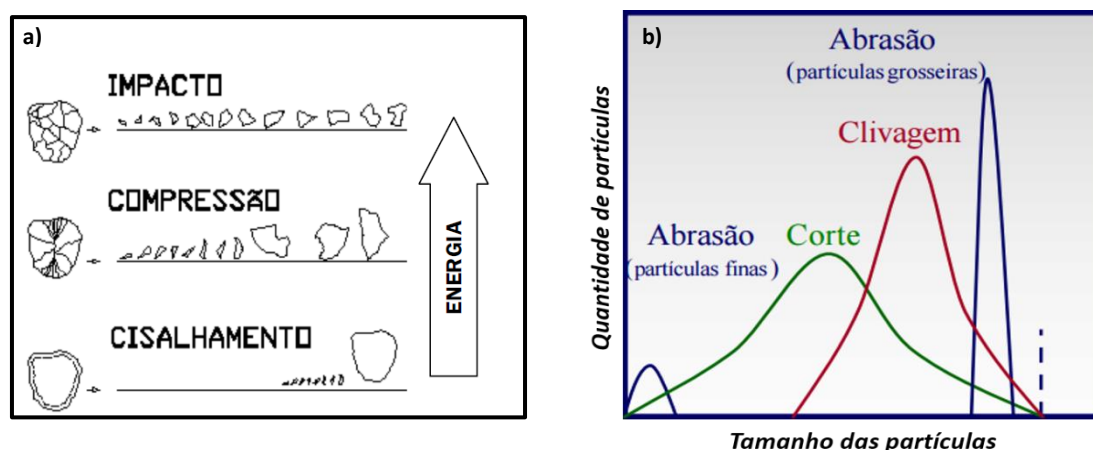 a)
IMPACTO
COMPRESSÃO
CISALHAMENTO
ENERGIA
b)
Abrasão
(partículas grosseiras)
Clivagem
Abrasão
(partículas finas)
Corte
Quantidade de partículas
Tamanho das partículas